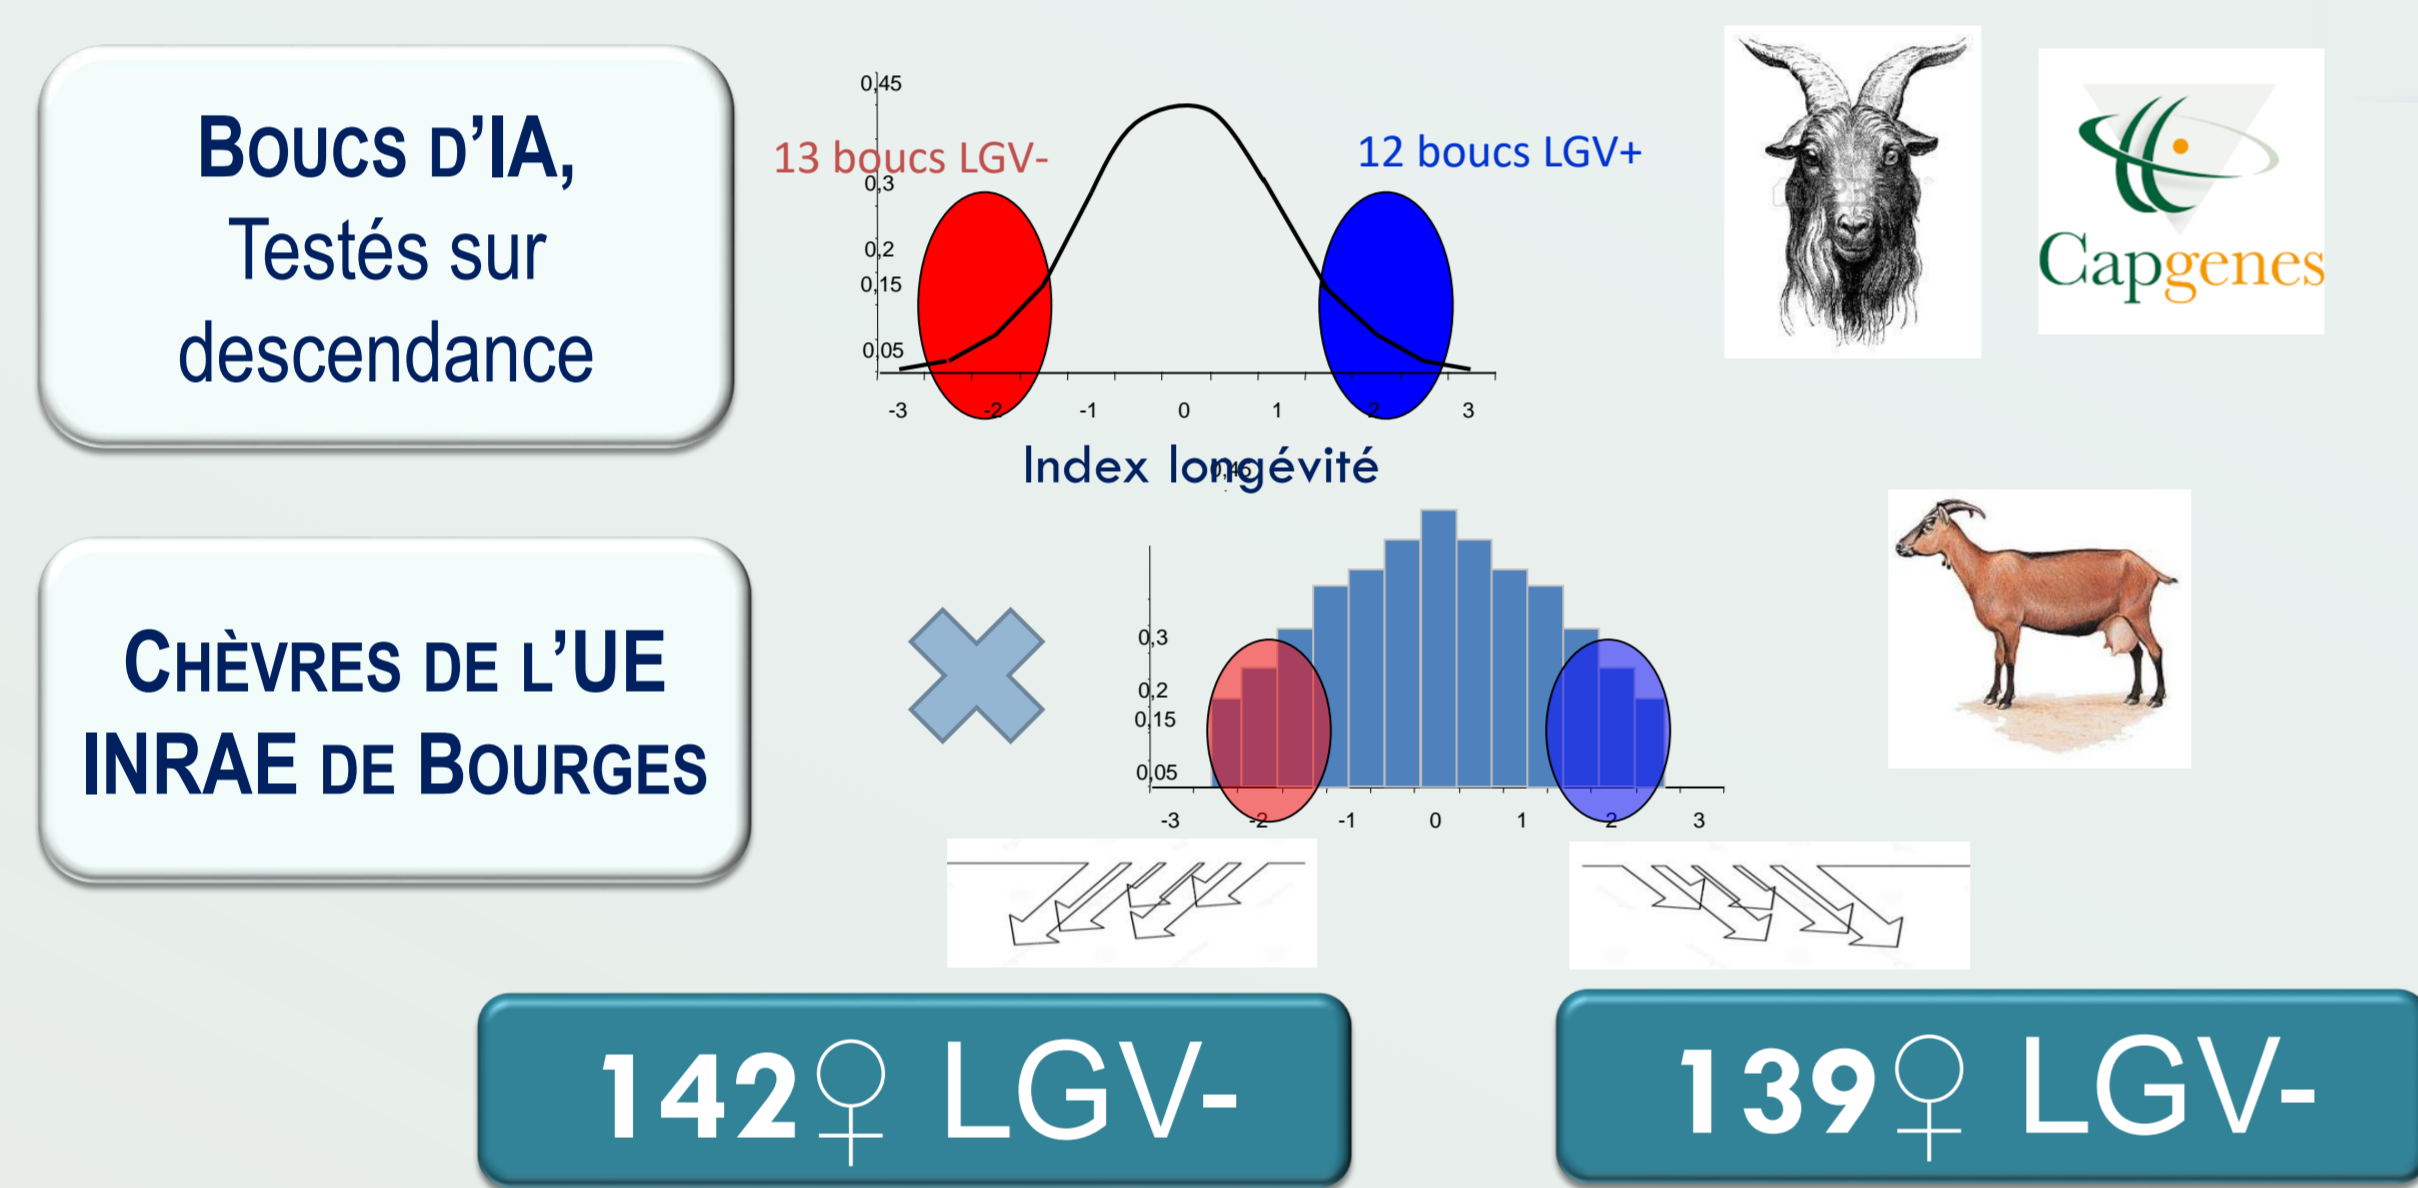 BOUCS D'IA,
Testés sur
descendance
13 boucs LGV-
12 boucs LGV+
0,45
0,3
0,2
0,15
0,05
-3 -2 -1 0 1 2 3
Index longévité
0,45
Capgenes
CHÈVRES DE L'UE
INRAE DE BOURGES
0,3
0,2
0,15
0,05
-3 -2 -1 0 1 2 3
142♀ LGV-
139♀ LGV-